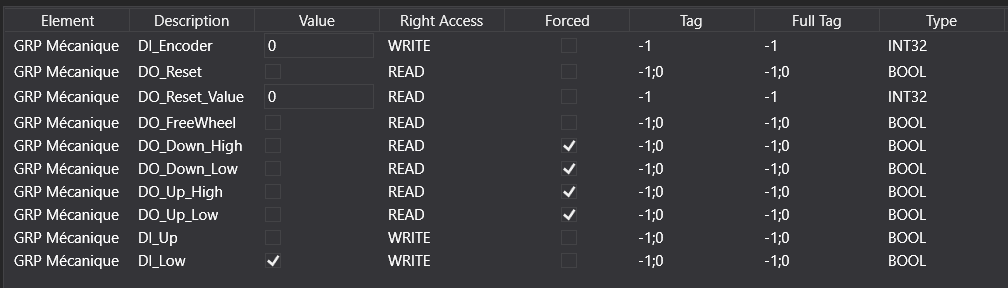 Element Description Value Right Access Forced Tag Full Tag Type
GRP Mécanique DI_Encoder 0 WRITE -1 -1 INT32
GRP Mécanique DO_Reset READ -1;0 -1;0 BOOL
GRP Mécanique DO_Reset_Value 0 READ -1 -1 INT32
GRP Mécanique DO_FreeWheel READ -1;0 -1;0 BOOL
GRP Mécanique DO_Down_High READ -1;0 -1;0 BOOL
GRP Mécanique DO_Down_Low READ -1;0 -1;0 BOOL
GRP Mécanique DO_Up_High READ -1;0 -1;0 BOOL
GRP Mécanique DO_Up_Low READ -1;0 -1;0 BOOL
GRP Mécanique DI_Up WRITE -1;0 -1;0 BOOL
GRP Mécanique DI_Low WRITE -1;0 -1;0 BOOL